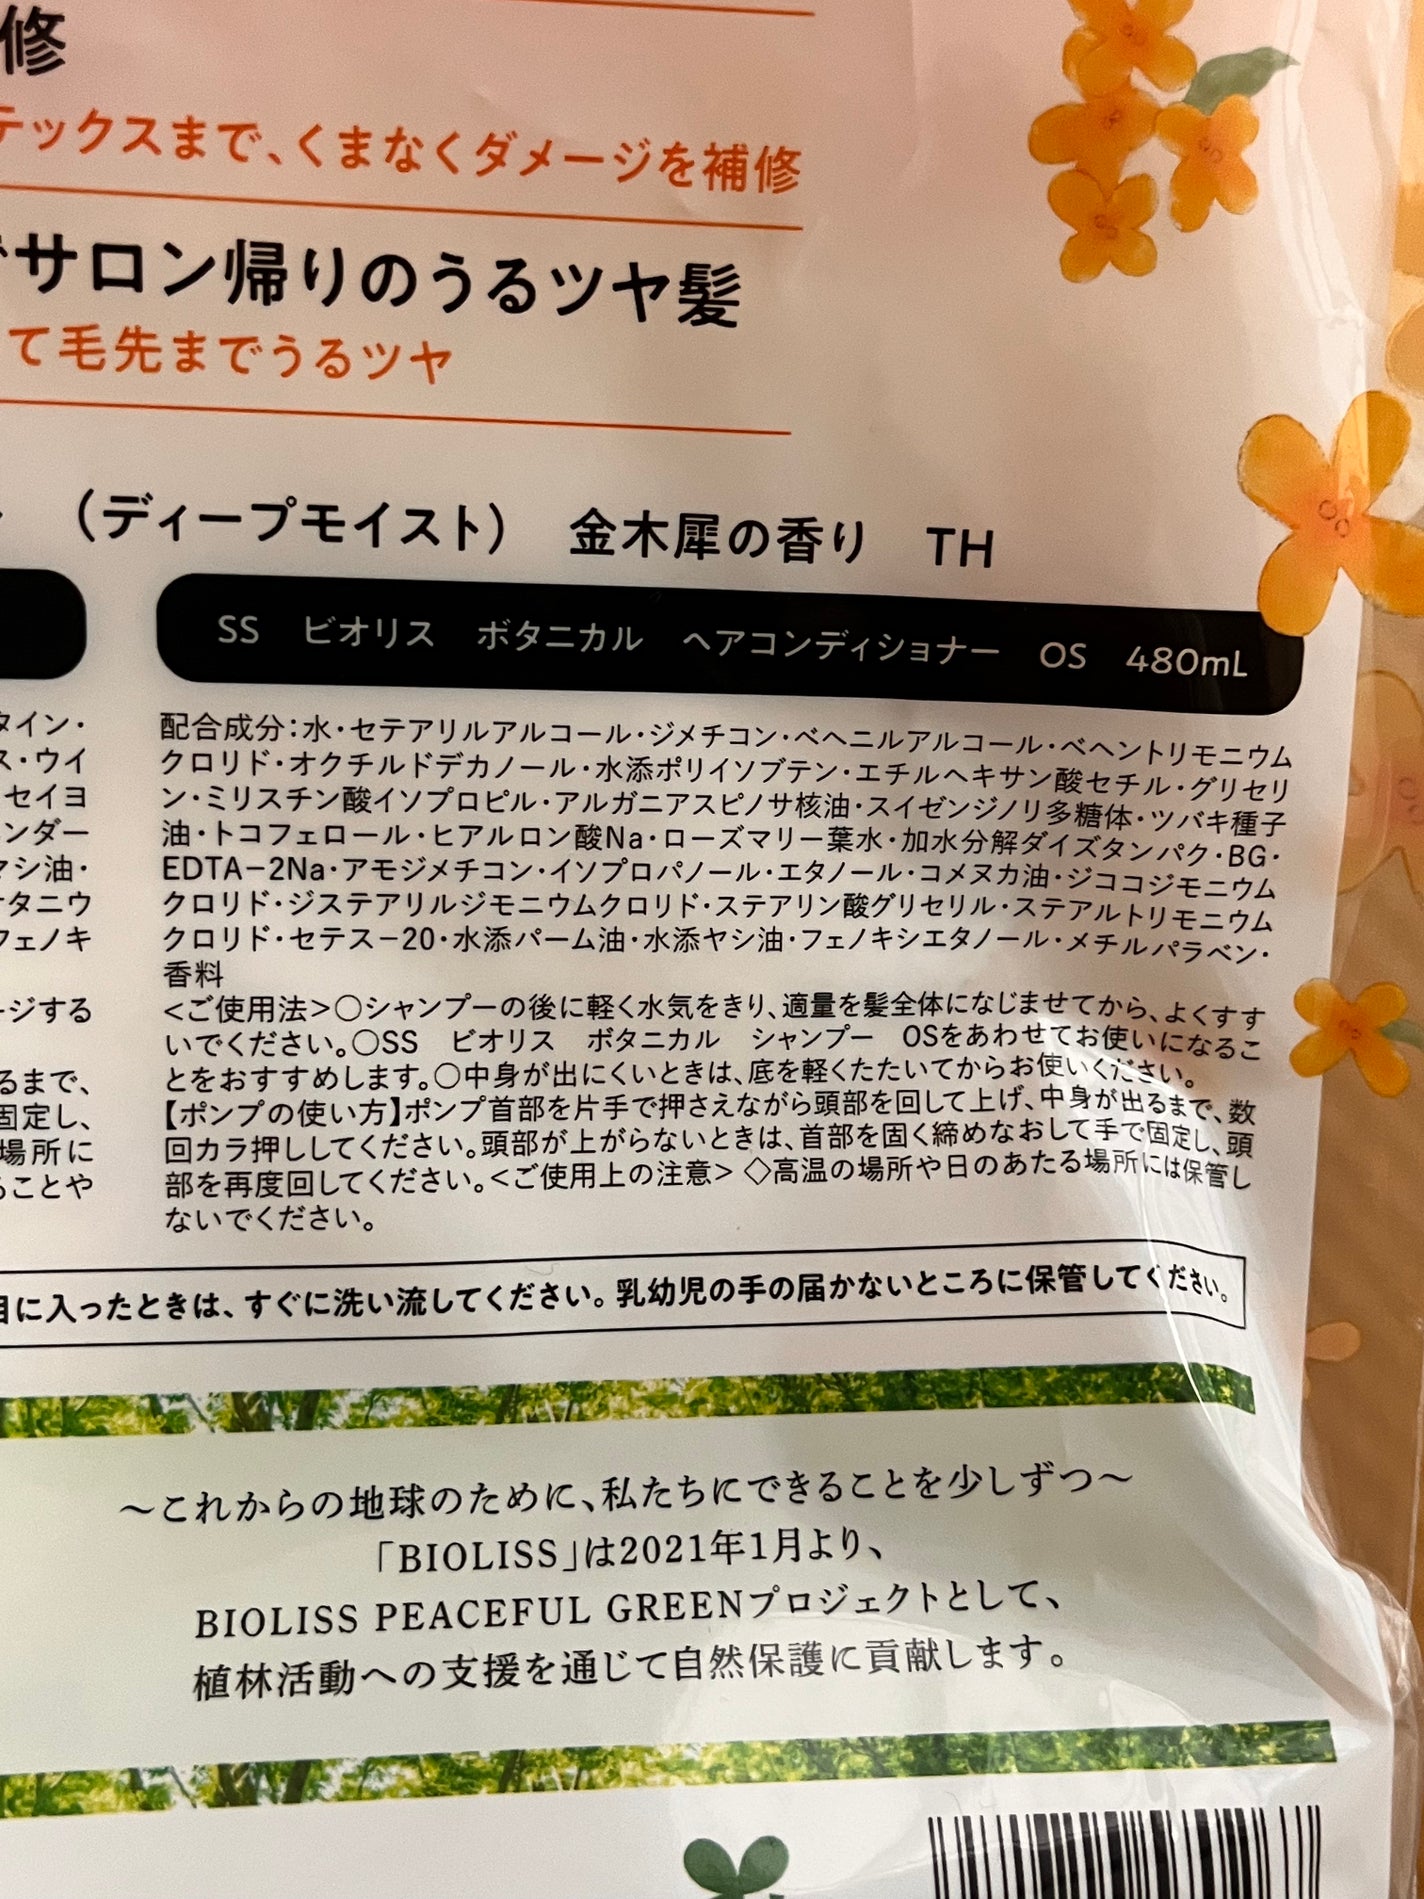 修
テックスまで、くまなくダメージを補修
サロン帰りのうるツヤ髪
て毛先までうるツヤ
（ディープモイスト）　金木犀の香り　TH
SS　ビオリス　ボタニカル　ヘアコンディショナー　OS　480mL
タイン・
ス・ウイ
セイヨ
ンダー
マシ油・
タニウ
フェノキ
ージする
るまで、
固定し、
場所に
ることや
配合成分：水・セテアリルアルコール・ジメチコン・ベヘニルアルコール・ベヘントリモニウム
クロリド・オクチルドデカノール・水添ポリイソブテン・エチルヘキサン酸セチル・グリセリ
ン・ミリスチン酸イソプロピル・アルガニアスピノサ核油・スイゼンジノリ多糖体・ツバキ種子
油・トコフェロール・ヒアルロン酸Na・ローズマリー葉水・加水分解ダイズタンパク・BG・
EDTA−2Na・アモジメチコン・イソプロパノール・エタノール・コメヌカ油・ジココジモニウム
クロリド・ジステアリルジモニウムクロリド・ステアリン酸グリセリル・ステアルトリモニウム
クロリド・セテス−20・水添パーム油・水添ヤシ油・フェノキシエタノール・メチルパラベン・
香料
<ご使用法>○シャンプーの後に軽く水気をきり、適量を髪全体になじませてから、よくすす
いでください。○SS　ビオリス　ボタニカル　シャンプー　OSをあわせてお使いになるこ
とをおすすめします。○中身が出にくいときは、底を軽くたたいてからお使いください。
【ポンプの使い方】ポンプ首部を片手で押さえながら頭部を回して上げ、中身が出るまで、数
回カラ押ししてください。頭部が上がらないときは、首部を固く締めなおして手で固定し、頭
部を再度回してください。<ご使用上の注意> ◇高温の場所や日のあたる場所には保管し
ないでください。
目に入ったときは、すぐに洗い流してください。乳幼児の手の届かないところに保管してください。
〜これからの地球のために、私たちにできることを少しずつ〜
「BIOLISS」は2021年1月より、
BIOLISS PEACEFUL GREENプロジェクトとして、
植林活動への支援を通じて自然保護に貢献します。